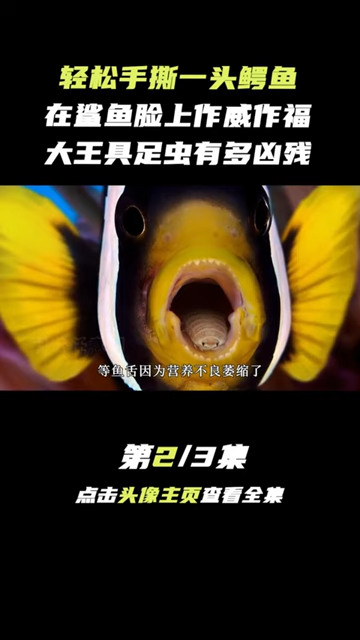 轻松手撕一头鳄鱼
在鲨鱼脸上作威作福
大王具足虫有多凶残
等鱼舌因为营养不良萎缩了
第2/3集
点击头像主页查看全集